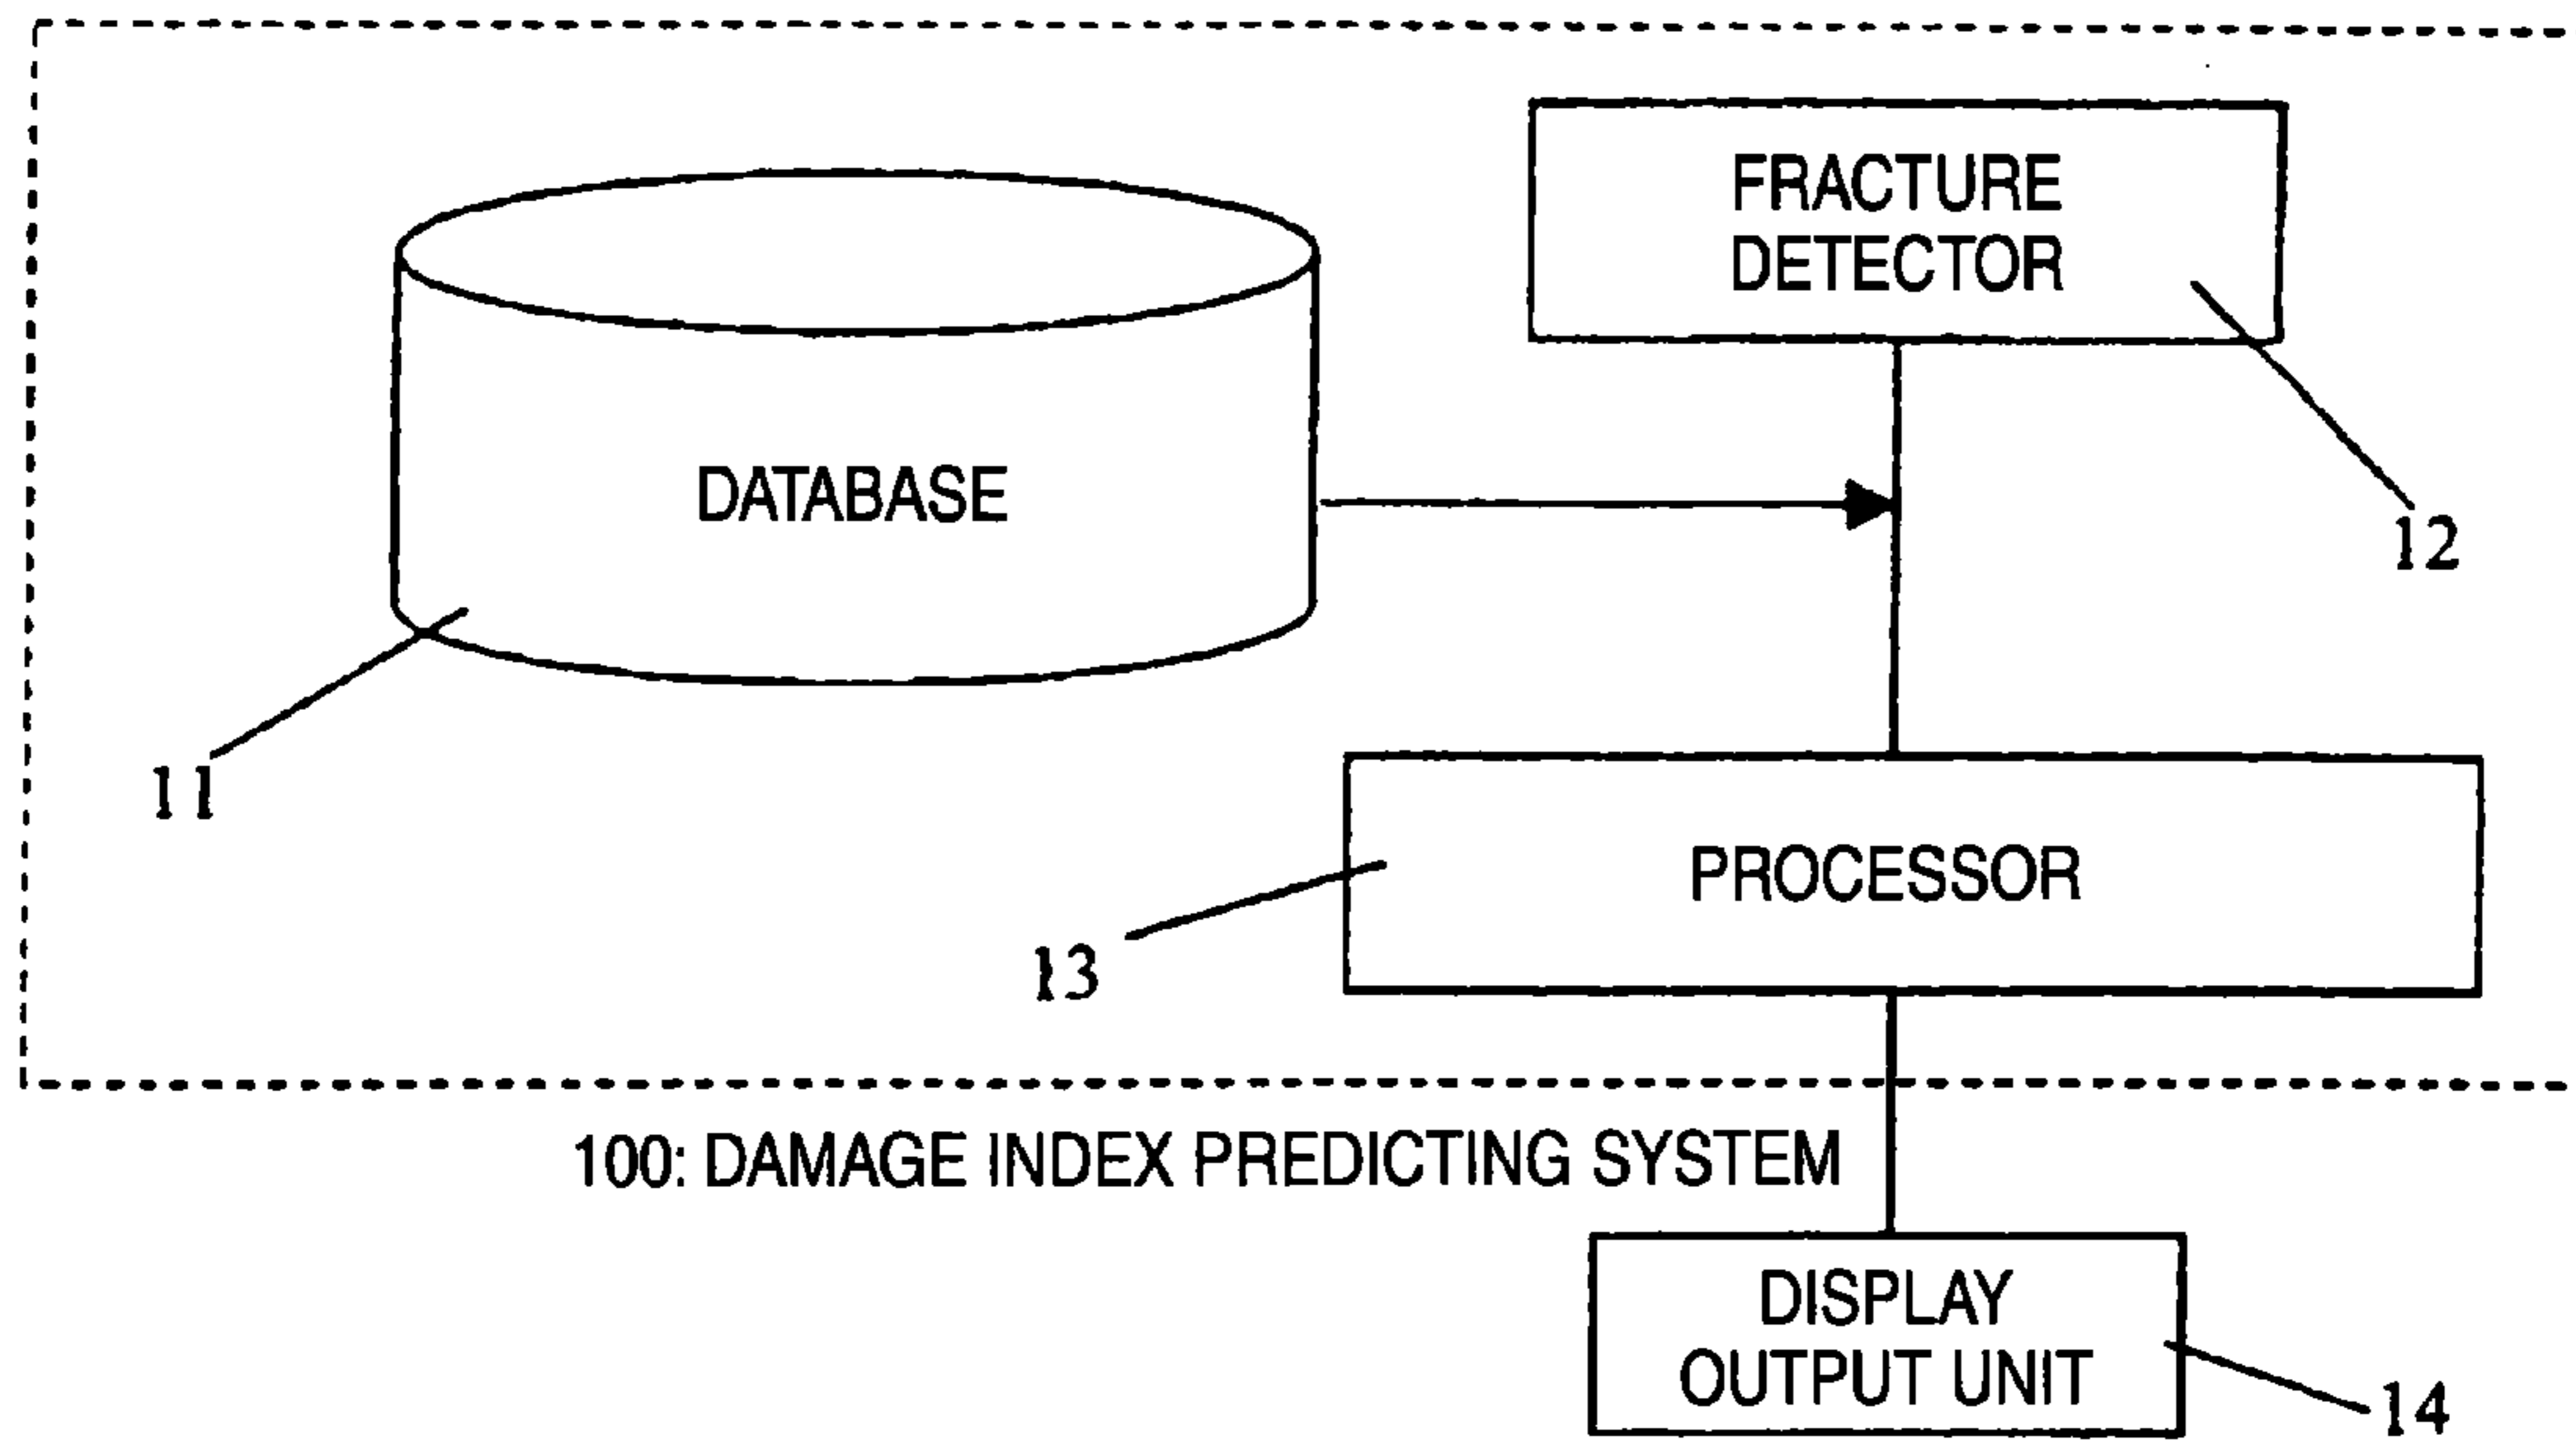 FRACTURE
DETECTOR
DATABASE
12
11
PROCESSOR
13
100: DAMAGE INDEX PREDICTING SYSTEM
DISPLAY
OUTPUT UNIT
14